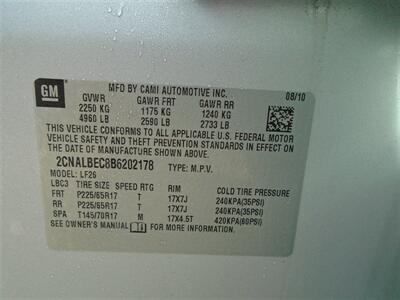 GM
MFD BY CAMI AUTOMOTIVE INC.
08/10
GVWR GAWR FRT GAWR RR
2250 KG 1175 KG 1240 KG
4960 LB 2590 LB 2733 LB
THIS VEHICLE CONFORMS TO ALL APPLICABLE U.S. FEDERAL MOTOR
VEHICLE SAFETY AND THEFT PREVENTION STANDARDS IN EFFECT ON
THE DATE OF MANUFACTURE SHOWN ABOVE.
2CNALBEC8B6202178 TYPE: M.P.V.
MODEL: LF26
LBC3 TIRE SIZE SPEED RTG RIM COLD TIRE PRESSURE
FRT P225/65R17 T 17X7J 240KPA(35PSI)
RR P225/65R17 T 17X7J 240KPA(35PSI)
SPA T145/70R17 M 17X4.5T 420KPA(60PSI)
SEE OWNER'S MANUAL FOR MORE INFORMATION.